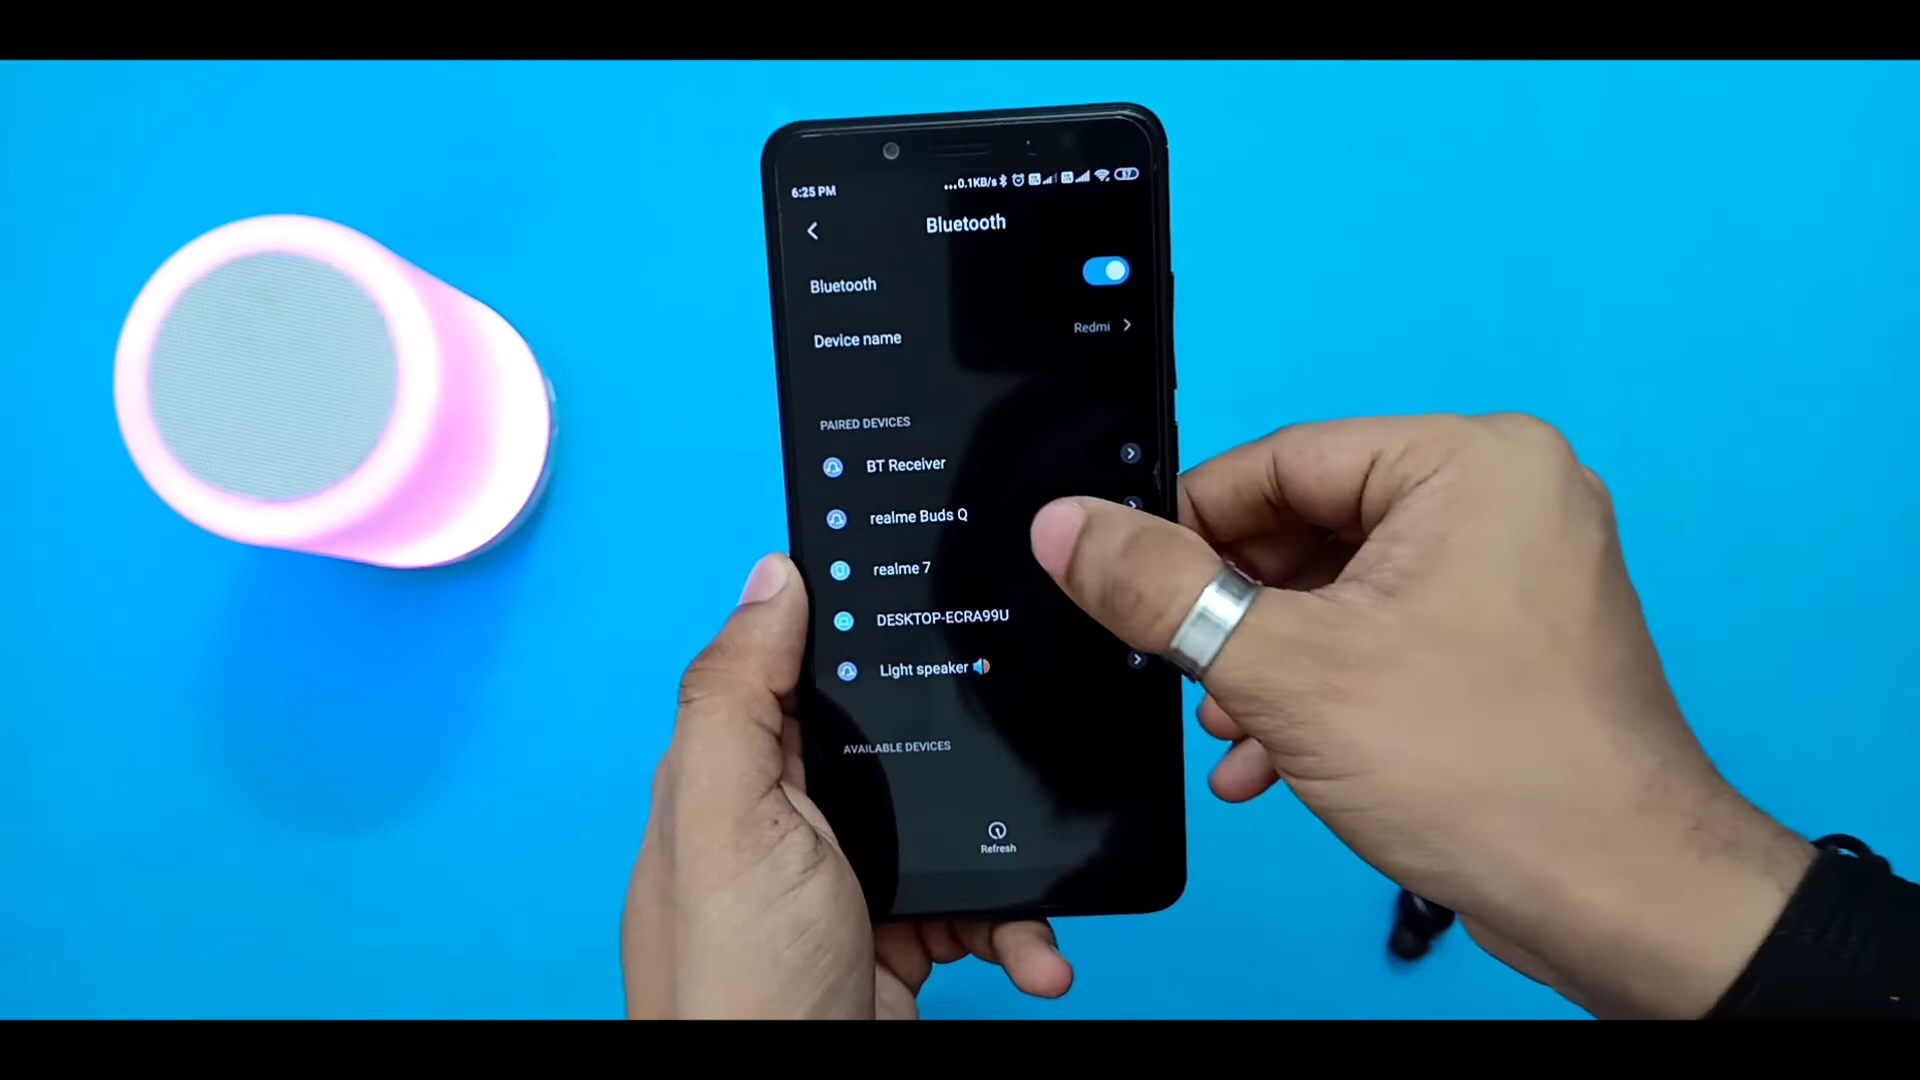 6:25 PM
...0.1KB/s 57
Bluetooth
Bluetooth
Device name Redmi
PAIRED DEVICES
BT Receiver
realme Buds Q
realme 7
DESKTOP-ECRA99U
Light speaker 🔊
AVAILABLE DEVICES
Refresh